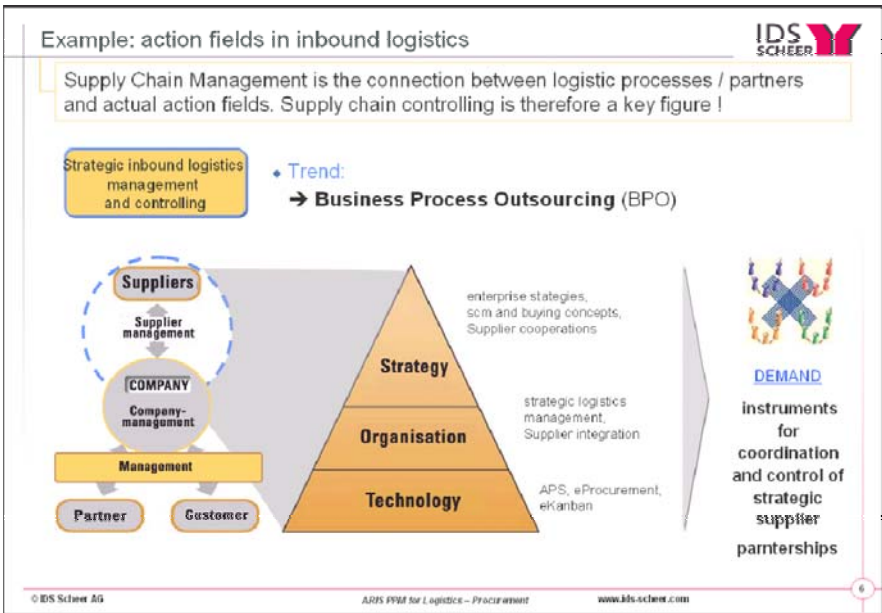 Example: action fields in inbound logistics
IDS
SCHEER
Supply Chain Management is the connection between logistic processes / partners
and actual action fields. Supply chain controlling is therefore a key figure !
Strategic inbound logistics
management
and controlling
Trend:
→ Business Process Outsourcing (BPO)
Suppliers
Supplier
management
COMPANY
Company-
management
Management
Partner
Customer
Strategy
Organisation
Technology
enterprise stategies,
scm and buying concepts,
Supplier cooperations
strategic logistics
management,
Supplier integration
APS, eProcurement,
eKanban
DEMAND
instruments
for
coordination
and control of
strategic
supplier
parnterships
© IDS Scheer AG
ARIS PPM for Logistics – Procurement
www.ids-scheer.com
6